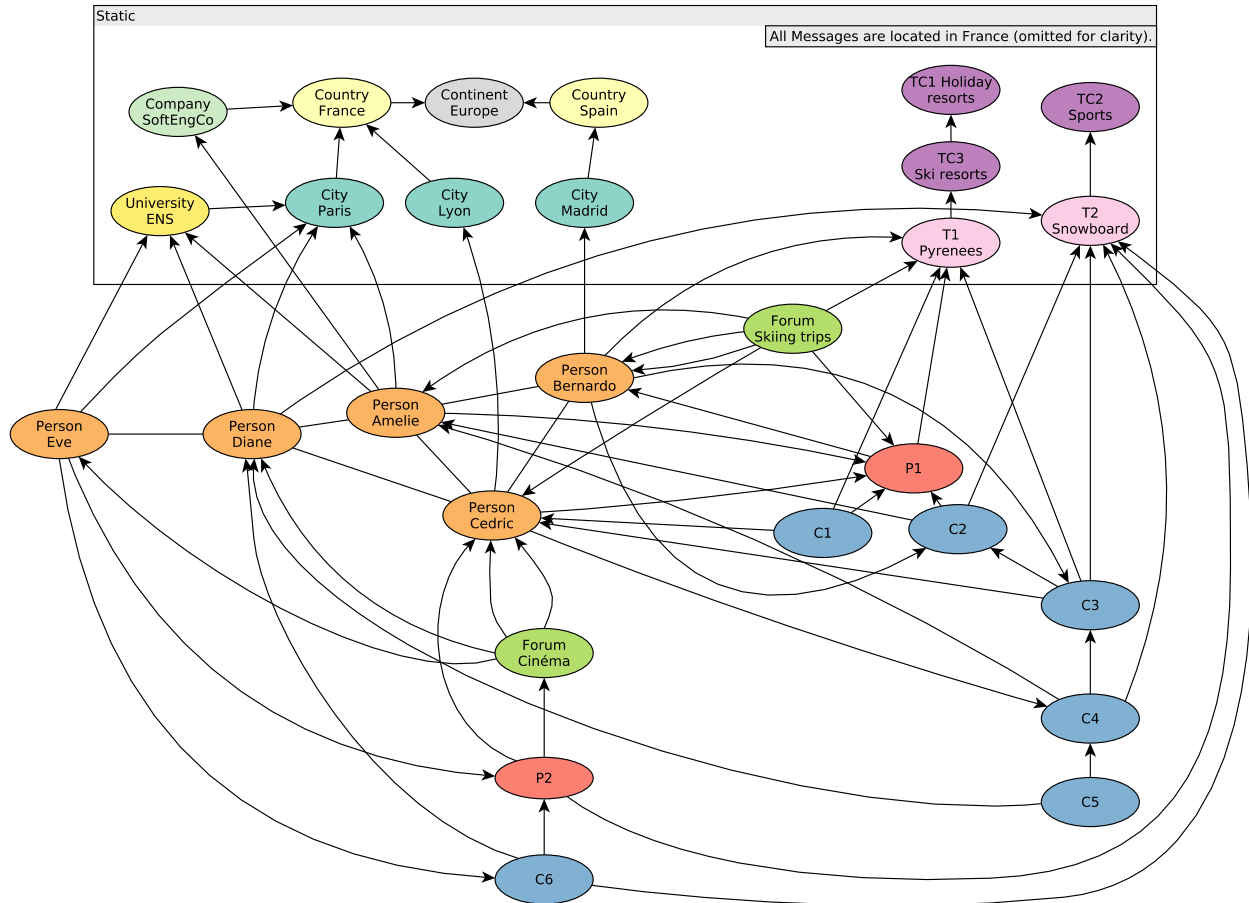 Static
All Messages are located in France (omitted for clarity).
Company
SoftEngCo
Country
France
Continent
Europe
Country
Spain
TC1 Holiday
resorts
TC2
Sports
TC3
Ski resorts
University
ENS
City
Paris
City
Lyon
City
Madrid
T1
Pyrenees
T2
Snowboard
Forum
Skiing trips
Person
Bernardo
Person
Amelie
Person
Diane
Person
Eve
P1
Person
Cedric
C1
C2
C3
Forum
Cinéma
C4
P2
C5
C6